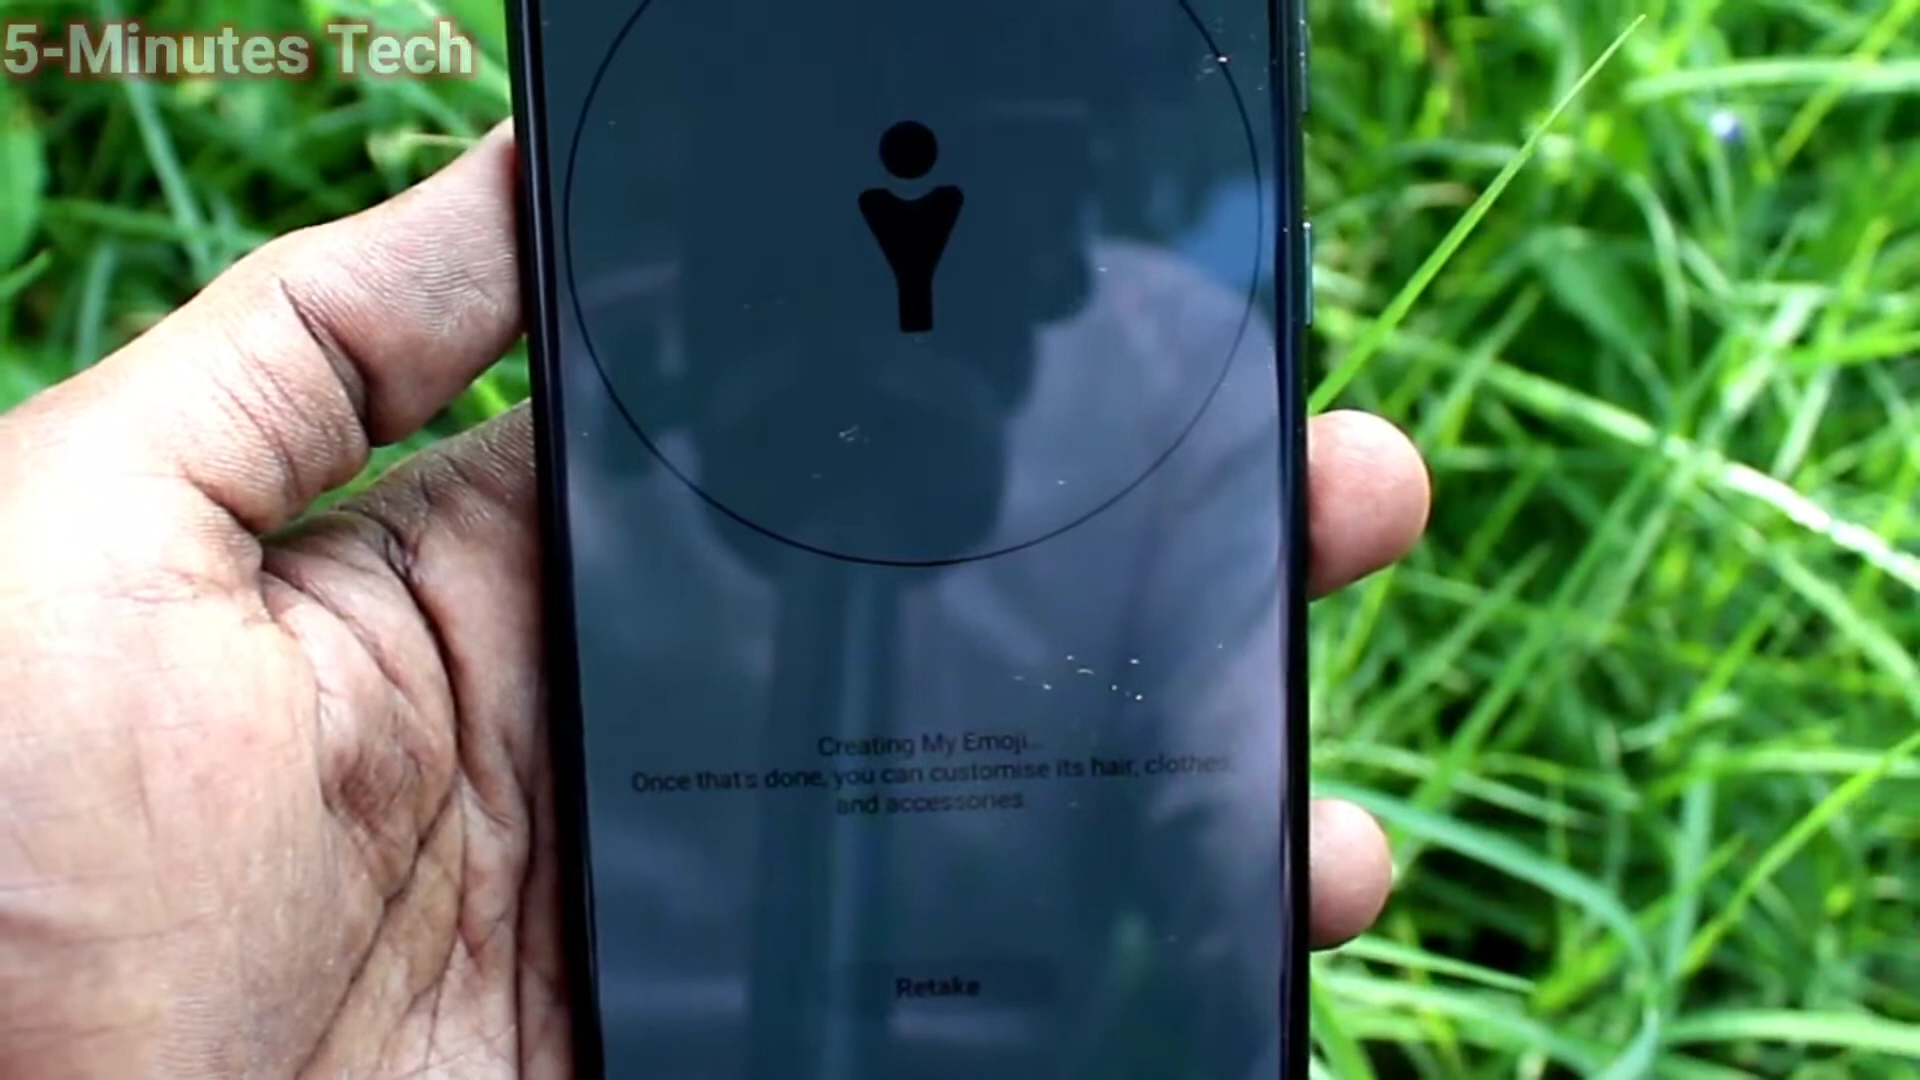 5-Minutes Tech
Creating My Emoji...
Once that's done, you can customise its hair, clothes,
and accessories.
Retake